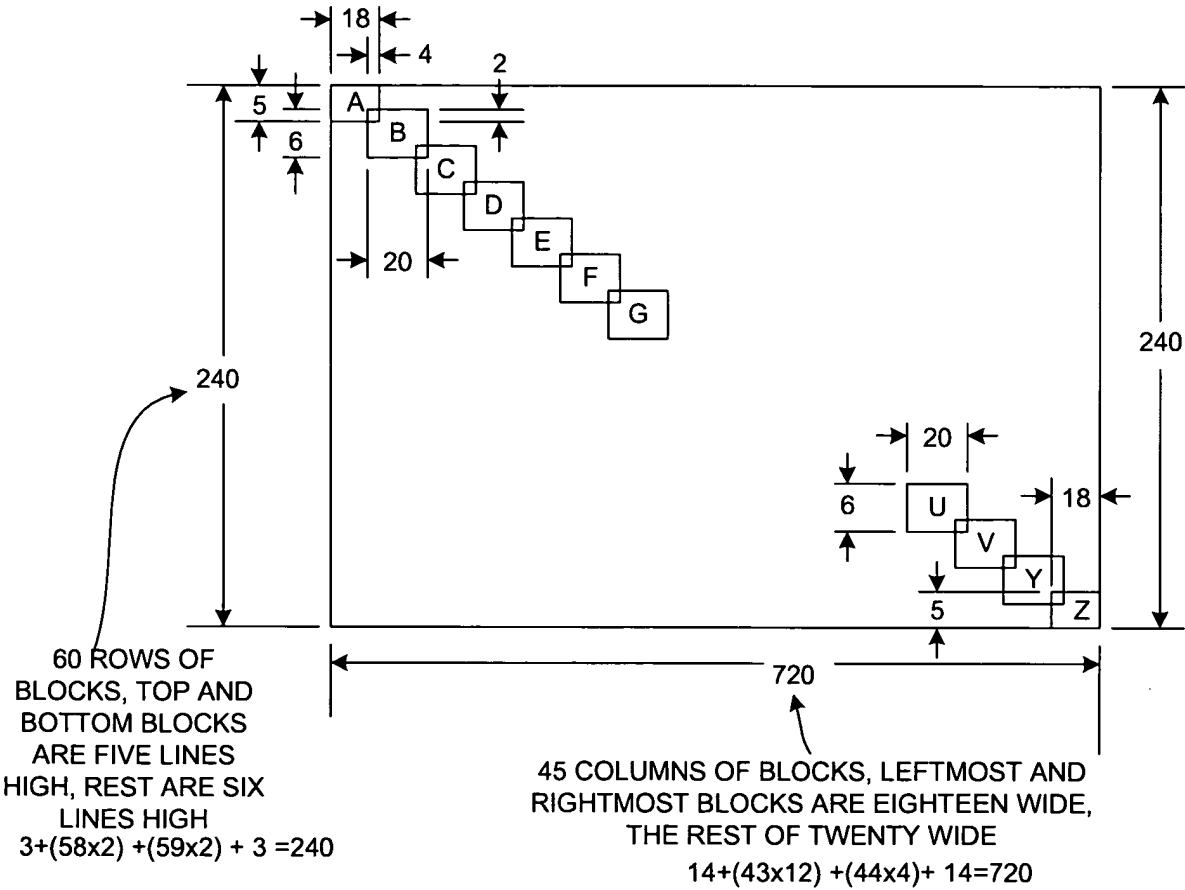 18
4
2
5
A
6
B
C
D
20
E
F
G
240
240
20
6
U
18
V
Y
5
Z
720
60 ROWS OF
BLOCKS, TOP AND
BOTTOM BLOCKS
ARE FIVE LINES
HIGH, REST ARE SIX
LINES HIGH
3+(58x2) +(59x2) + 3 =240
45 COLUMNS OF BLOCKS, LEFTMOST AND
RIGHTMOST BLOCKS ARE EIGHTEEN WIDE,
THE REST OF TWENTY WIDE
14+(43x12) +(44x4)+ 14=720